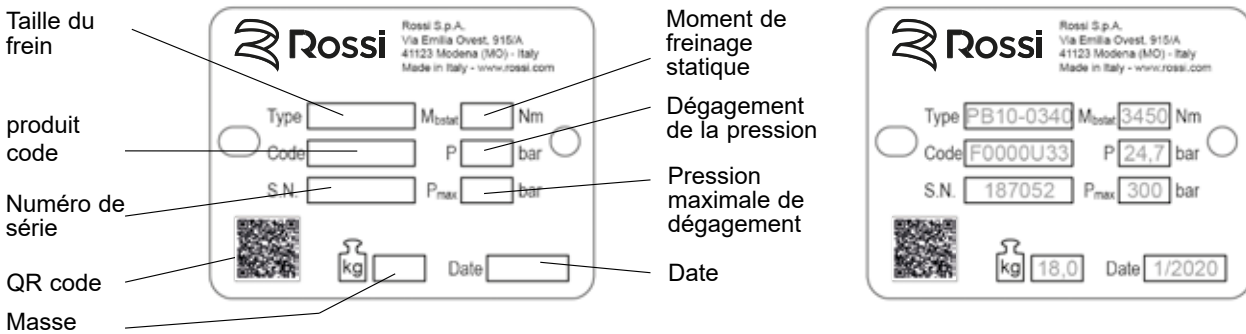 Taille du
frein
produit
code
Numéro de
série
QR code
Masse
Rossi
Rossi S.p.A.
Via Emilia Ovest, 915/A
41123 Modena (MO) - Italy
Made in Italy - www.rossi.com
Type Mbstat Nm
Code P bar
S.N. Pmax bar
kg Date
Moment de
freinage
statique
Dégagement
de la pression
Pression
maximale de
dégagement
Date
Rossi
Rossi S.p.A.
Via Emilia Ovest, 915/A
41123 Modena (MO) - Italy
Made in Italy - www.rossi.com
Type PB10-0340 Mbstat 3450 Nm
Code F0000U33 P 24,7 bar
S.N. 187052 Pmax 300 bar
kg 18,0 Date 1/2020